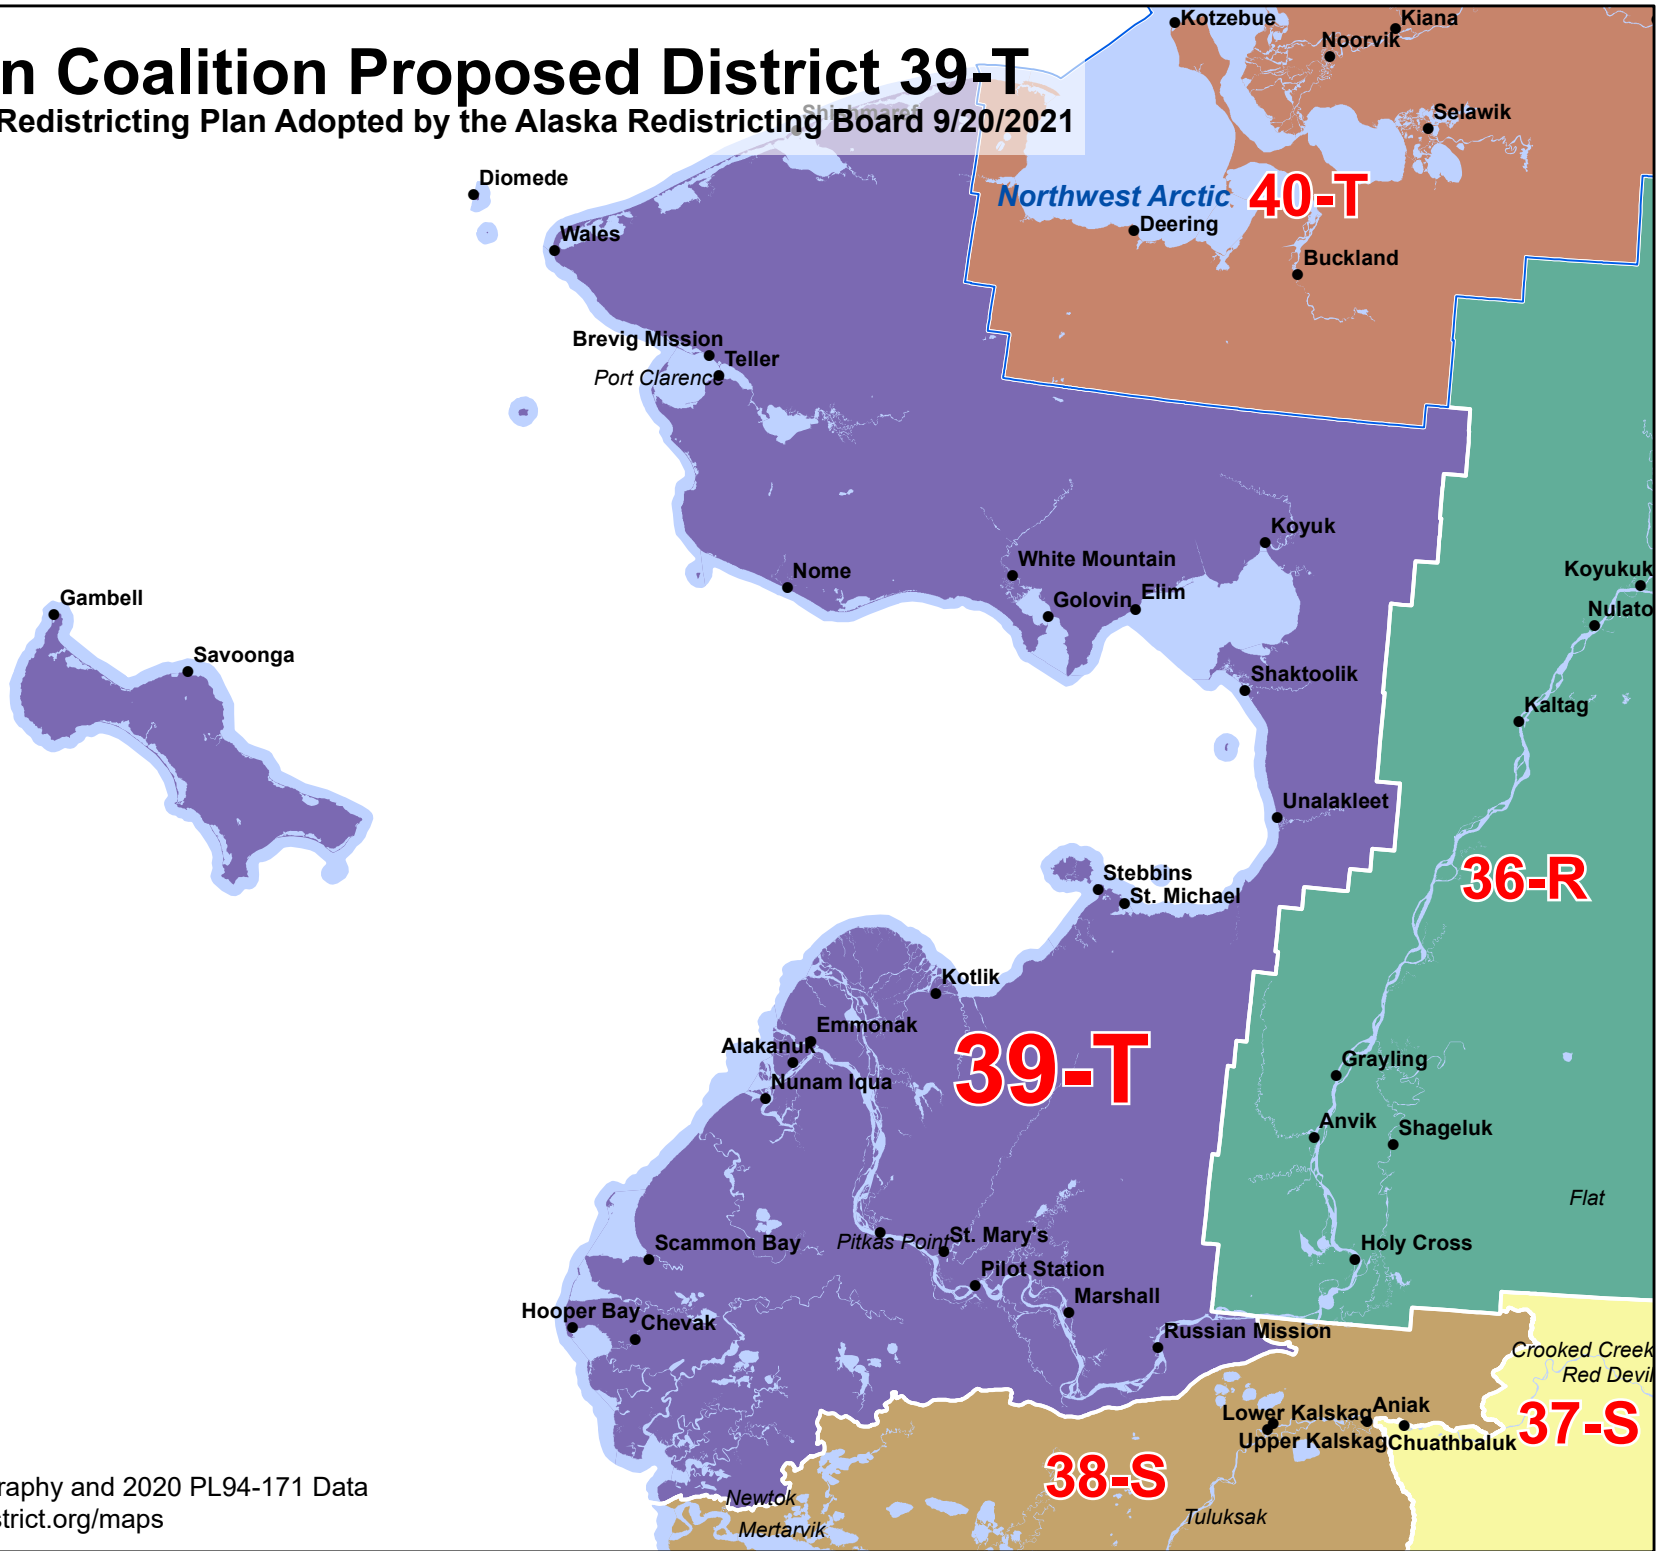 Kotzebue
Kiana
Noorvik
n Coalition Proposed District 39-T
Shishmaref
Redistricting Plan Adopted by the Alaska Redistricting Board 9/20/2021
Selawik
Diomede
Northwest Arctic
40-T
Deering
Wales
Buckland
Brevig Mission
Teller
Port Clarence
Koyuk
White Mountain
Koyukuk
Nome
Golovin
Elim
Gambell
Nulato
Savoonga
Shaktoolik
Kaltag
Unalakleet
Stebbins
36-R
St. Michael
Kotlik
Emmonak
Alakanuk
39-T
Grayling
Nunam Iqua
Anvik
Shageluk
Flat
Scammon Bay
Pitkas Point
St. Mary's
Holy Cross
Pilot Station
Marshall
Hooper Bay
Chevak
Russian Mission
Crooked Creek
Red Devil
Lower Kalskag
Aniak
37-S
Upper Kalskag
Chuathbaluk
38-S
raphy and 2020 PL94-171 Data
Newtok
strict.org/maps
Mertarvik
Tuluksak